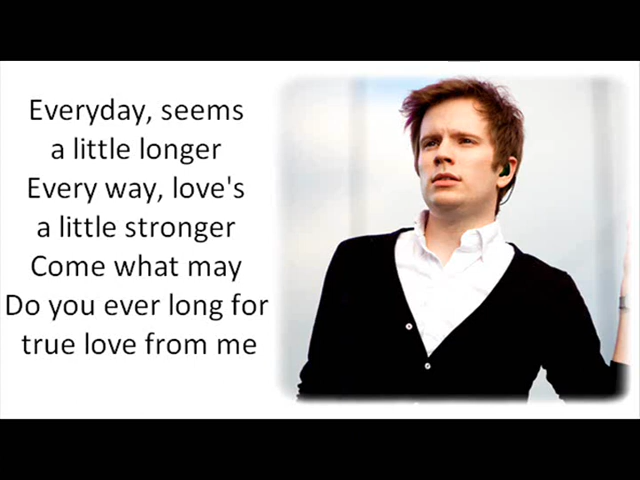 Everyday, seems
a little longer
Every way, love's
a little stronger
Come what may
Do you ever long for
true love from me